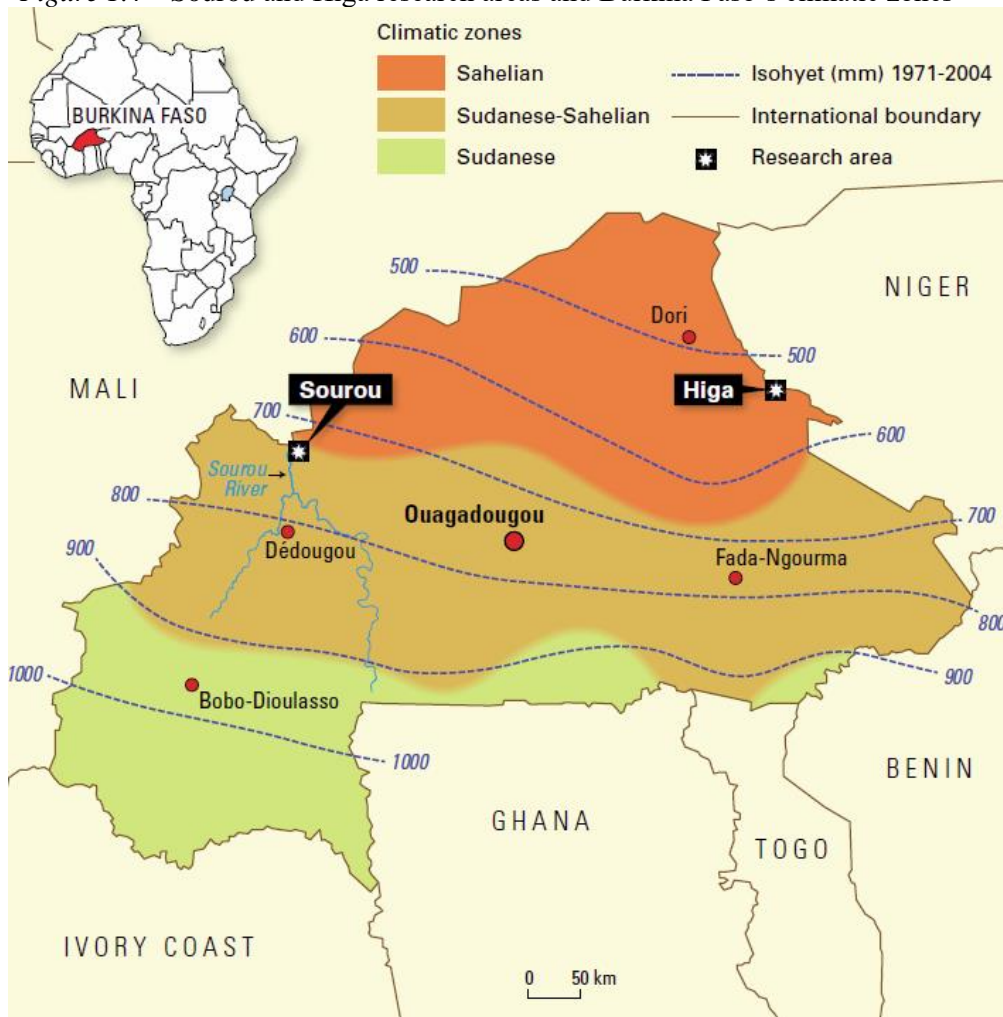 Figure 1.4 Sourou and Higa research areas and Burkina Faso's climatic zones
Climatic zones
Sahelian
Sudanese-Sahelian
Sudanese
Isohyet (mm) 1971-2004
International boundary
Research area
BURKINA FASO
NIGER
500
Dori
600
500
Sourou
Higa
MALI
700
600
Sourou
River
800
Ouagadougou
700
Dédougou
900
Fada-Ngourma
800
1000
900
Bobo-Dioulasso
1000
BENIN
GHANA
TOGO
IVORY COAST
0 50 km